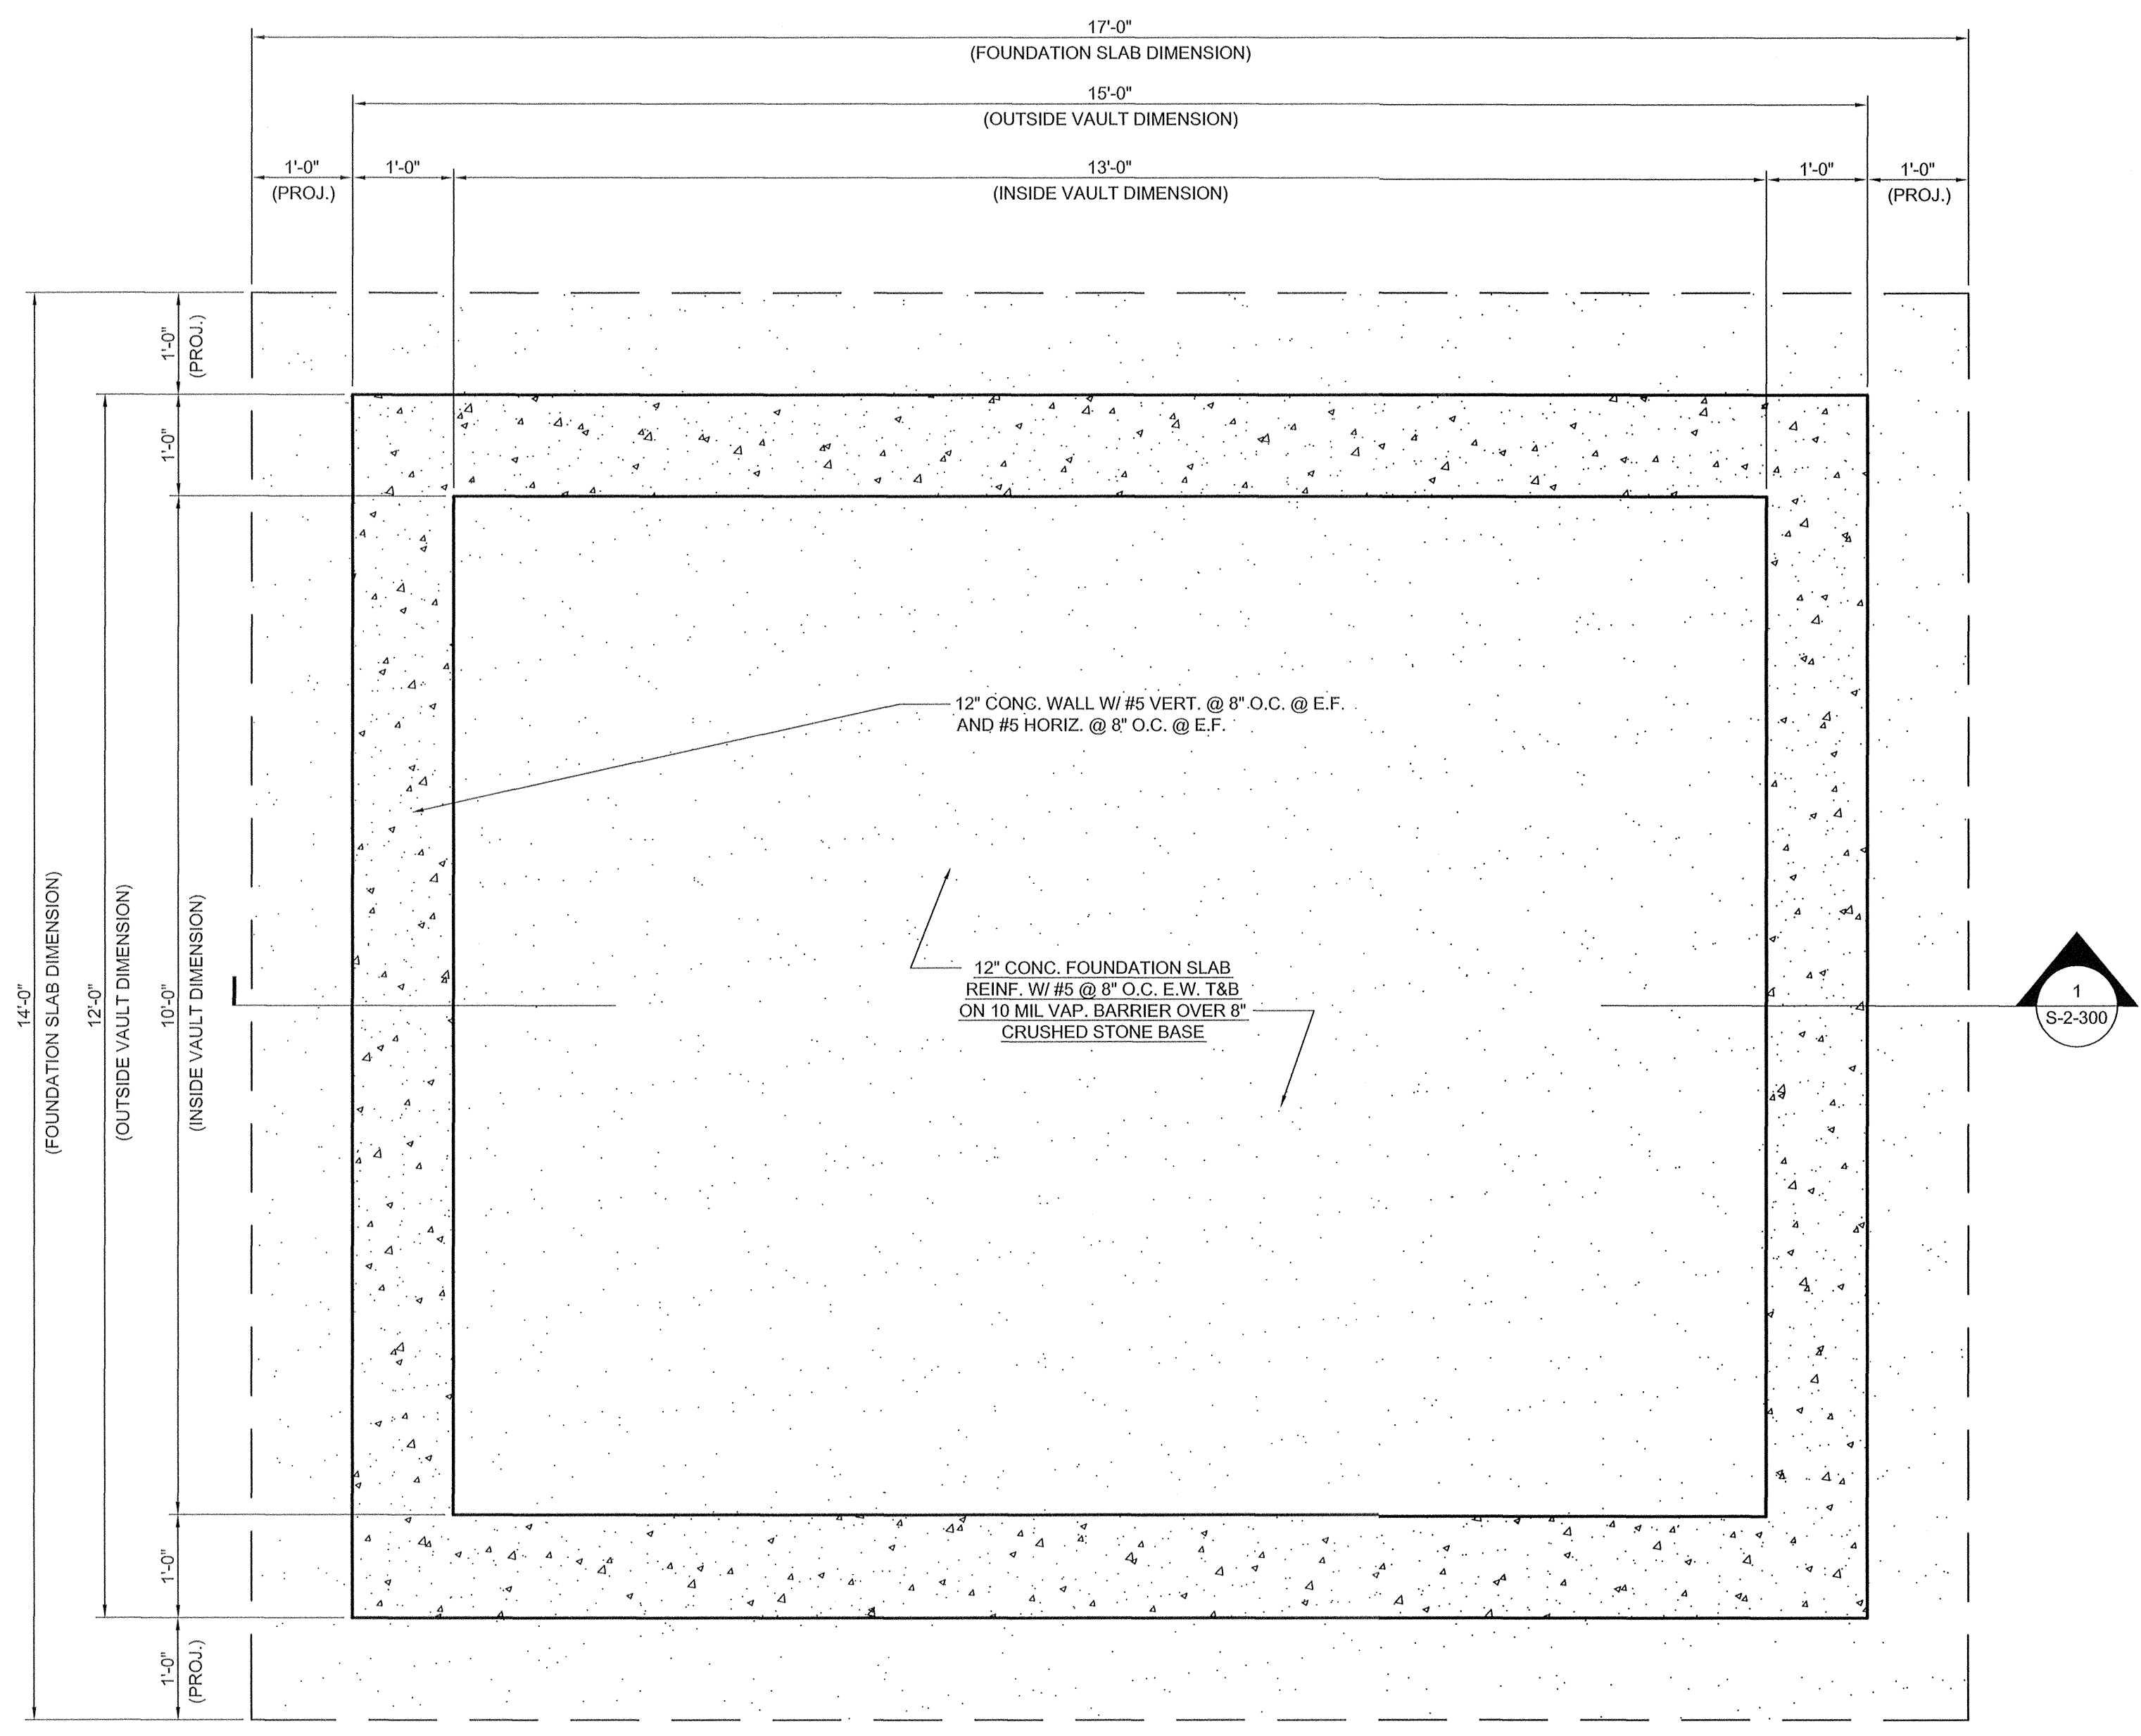 17'-0"
(FOUNDATION SLAB DIMENSION)
15'-0"
(OUTSIDE VAULT DIMENSION)
1'-0"
(PROJ.)
1'-0"
13'-0"
(INSIDE VAULT DIMENSION)
1'-0"
1'-0"
(PROJ.)
1'-0"
(PROJ.)
1'-0"
12" CONC. WALL W/ #5 VERT. @ 8" O.C. @ E.F.
AND #5 HORIZ. @ 8" O.C. @ E.F.
14'-0"
(FOUNDATION SLAB DIMENSION)
12'-0"
(OUTSIDE VAULT DIMENSION)
10'-0"
(INSIDE VAULT DIMENSION)
12" CONC. FOUNDATION SLAB
REINF. W/ #5 @ 8" O.C. E.W. T&B
ON 10 MIL VAP. BARRIER OVER 8"
CRUSHED STONE BASE
1
S-2-300
1'-0"
1'-0"
(PROJ.)